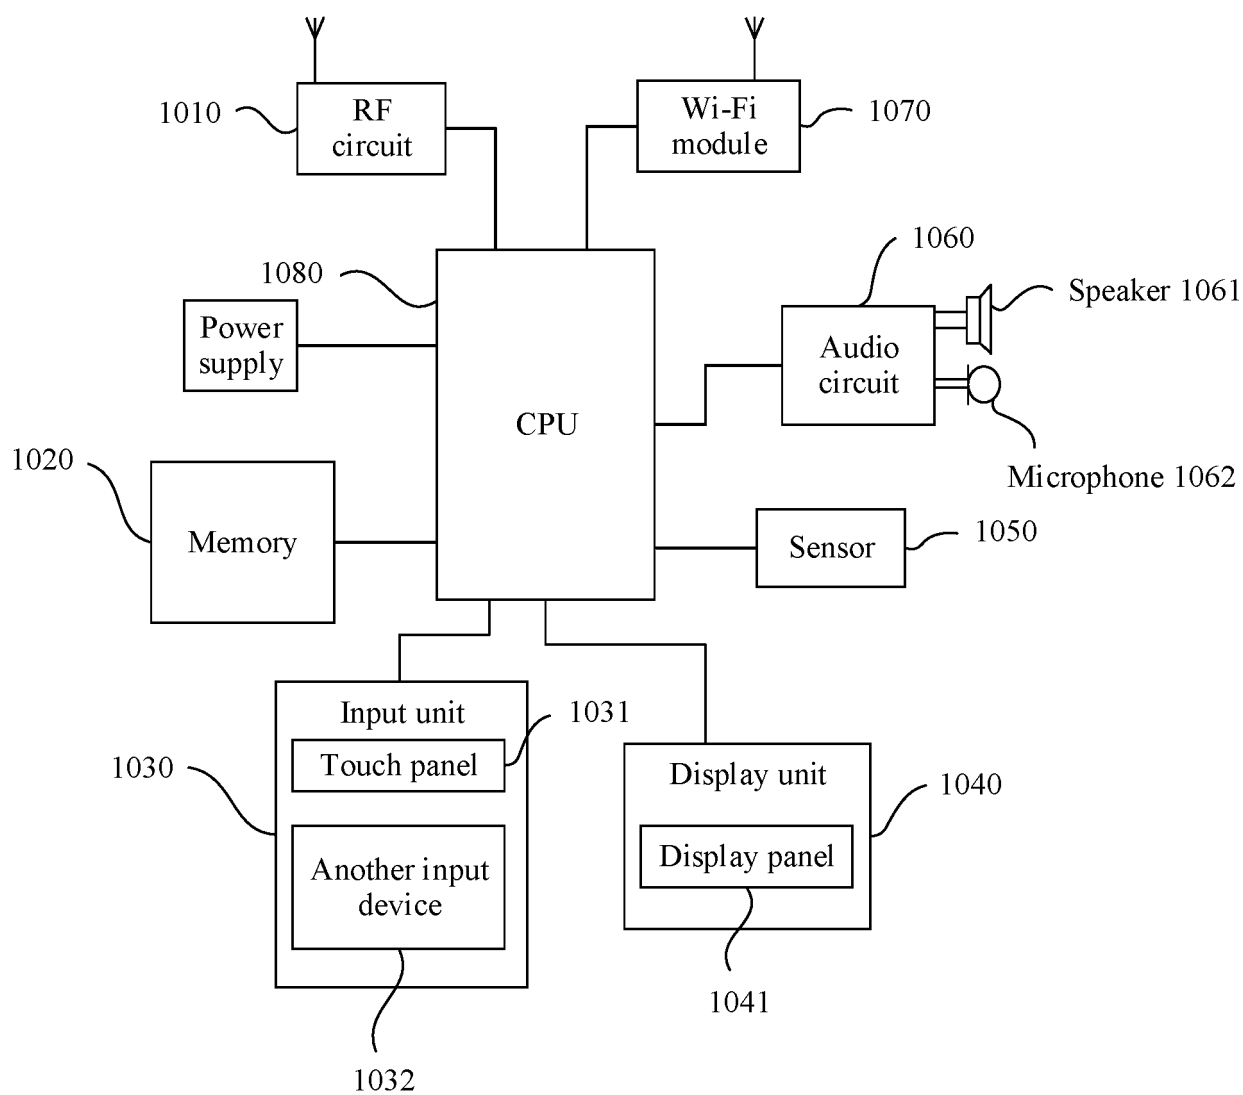 1010
RF
circuit
Wi-Fi
module
1070
1080
1060
Speaker 1061
Power
supply
Audio
circuit
CPU
1020
Microphone 1062
Memory
Sensor
1050
Input unit
1031
1030
Touch panel
Another input
device
1032
Display unit
1040
Display panel
1041